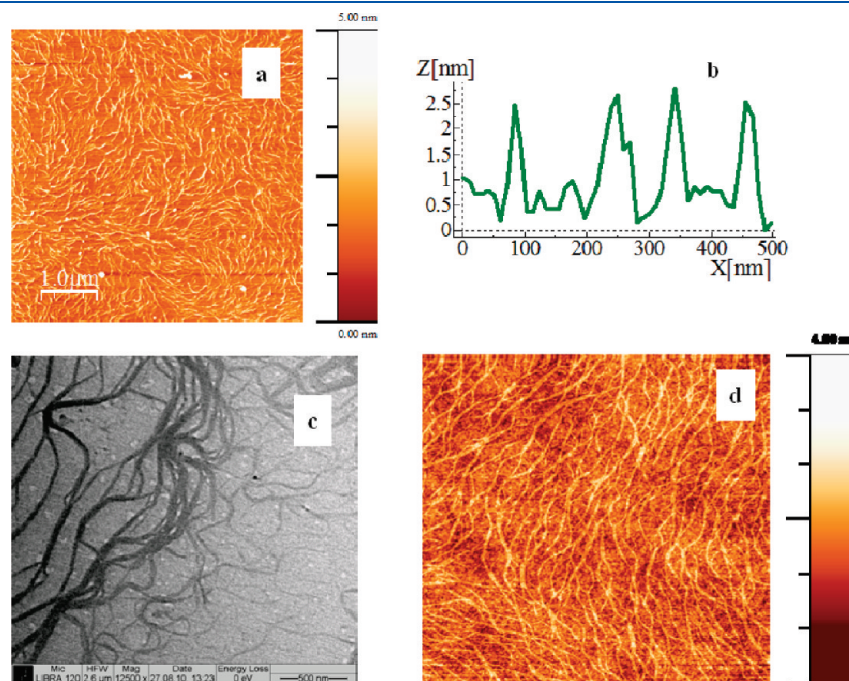 5.00 nm
a
1.0µm
0.00 nm
b
Z[nm]
2.5
2
1.5
1
0.5
0
0 100 200 300 400 500
X[nm]
c
Mic HFW Mag Date Energy Loss
LIBRA 120 2.6 µm 12500 x 27.08.10, 13:23 0 eV 500 nm
d